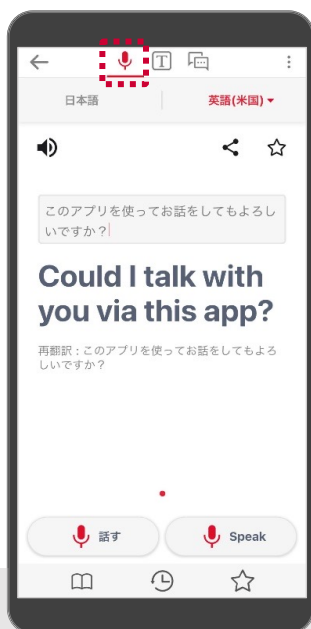 T
日本語 英語(米国)
このアプリを使ってお話をしてもよろし
いですか?
Could I talk with
you via this app?
再翻訳：このアプリを使ってお話をしてもよろ
しいですか？
話す Speak